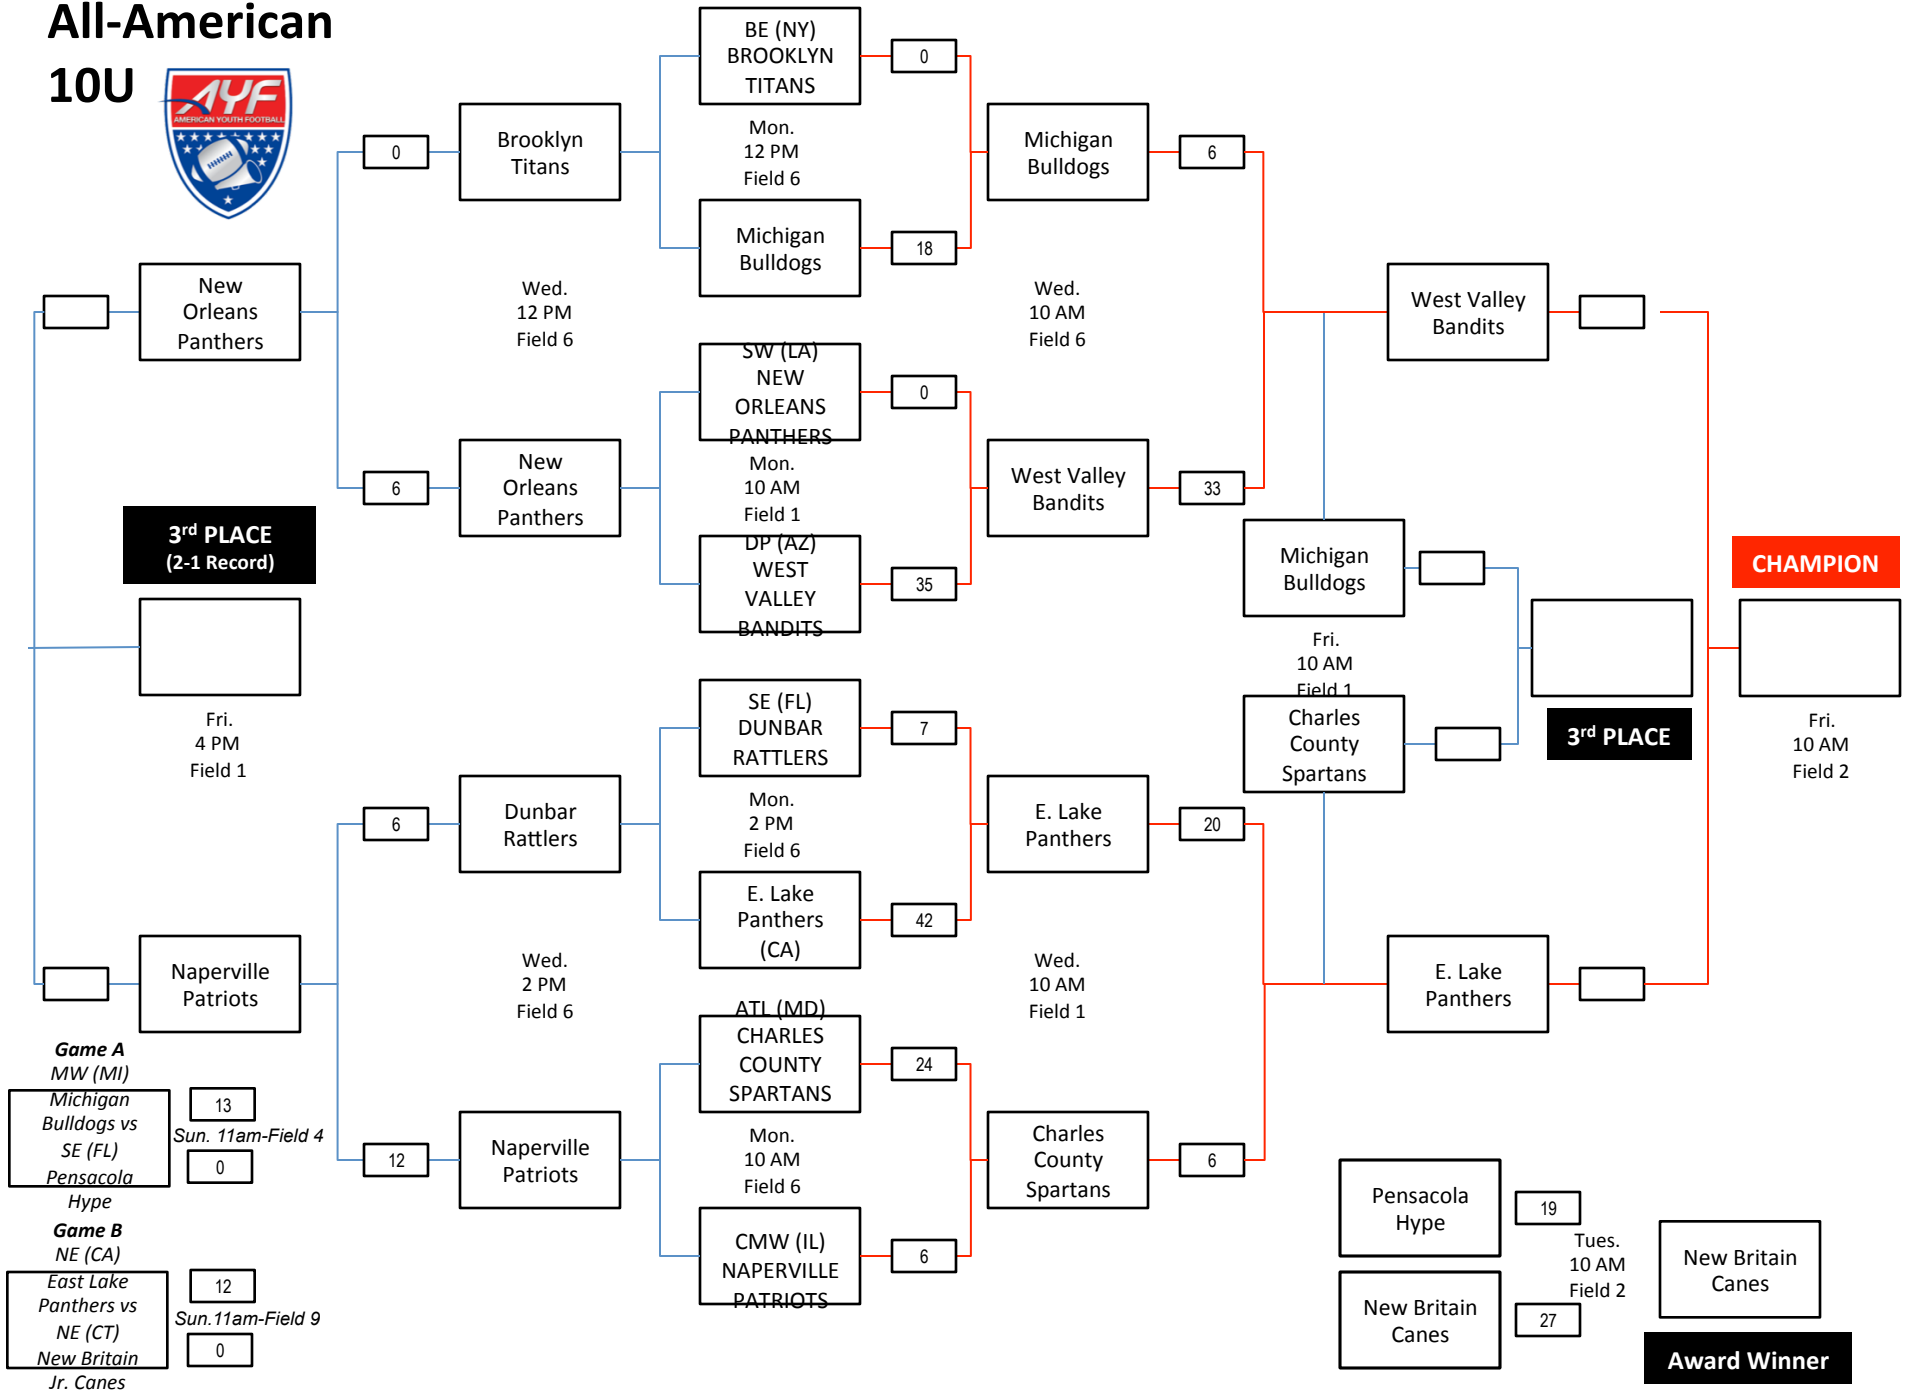 All-American
10U
AYF
AMERICAN YOUTH FOOTBALL
New
Orleans
Panthers
3rd PLACE
(2-1 Record)
Fri.
4 PM
Field 1
Naperville
Patriots
Game A
MW (MI)
Michigan
Bulldogs vs
SE (FL)
Pensacola
Hype
13
Sun. 11am-Field 4
0
Game B
NE (CA)
East Lake
Panthers vs
NE (CT)
New Britain
Jr. Canes
12
Sun.11am-Field 9
0
0
Brooklyn
Titans
Wed.
12 PM
Field 6
6
New
Orleans
Panthers
6
Dunbar
Rattlers
Wed.
2 PM
Field 6
12
Naperville
Patriots
BE (NY)
BROOKLYN
TITANS
0
Mon.
12 PM
Field 6
Michigan
Bulldogs
18
SW (LA)
NEW
ORLEANS
PANTHERS
0
Mon.
10 AM
Field 1
DP (AZ)
WEST
VALLEY
BANDITS
35
SE (FL)
DUNBAR
RATTLERS
7
Mon.
2 PM
Field 6
E. Lake
Panthers
(CA)
42
ATL (MD)
CHARLES
COUNTY
SPARTANS
24
Mon.
10 AM
Field 6
CMW (IL)
NAPERVILLE
PATRIOTS
6
Michigan
Bulldogs
6
Wed.
10 AM
Field 6
West Valley
Bandits
33
E. Lake
Panthers
20
Wed.
10 AM
Field 1
Charles
County
Spartans
6
West Valley
Bandits
Michigan
Bulldogs
Fri.
10 AM
Field 1
Charles
County
Spartans
3rd PLACE
E. Lake
Panthers
CHAMPION
Fri.
10 AM
Field 2
Pensacola
Hype
19
Tues.
10 AM
Field 2
New Britain
Canes
27
New Britain
Canes
Award Winner